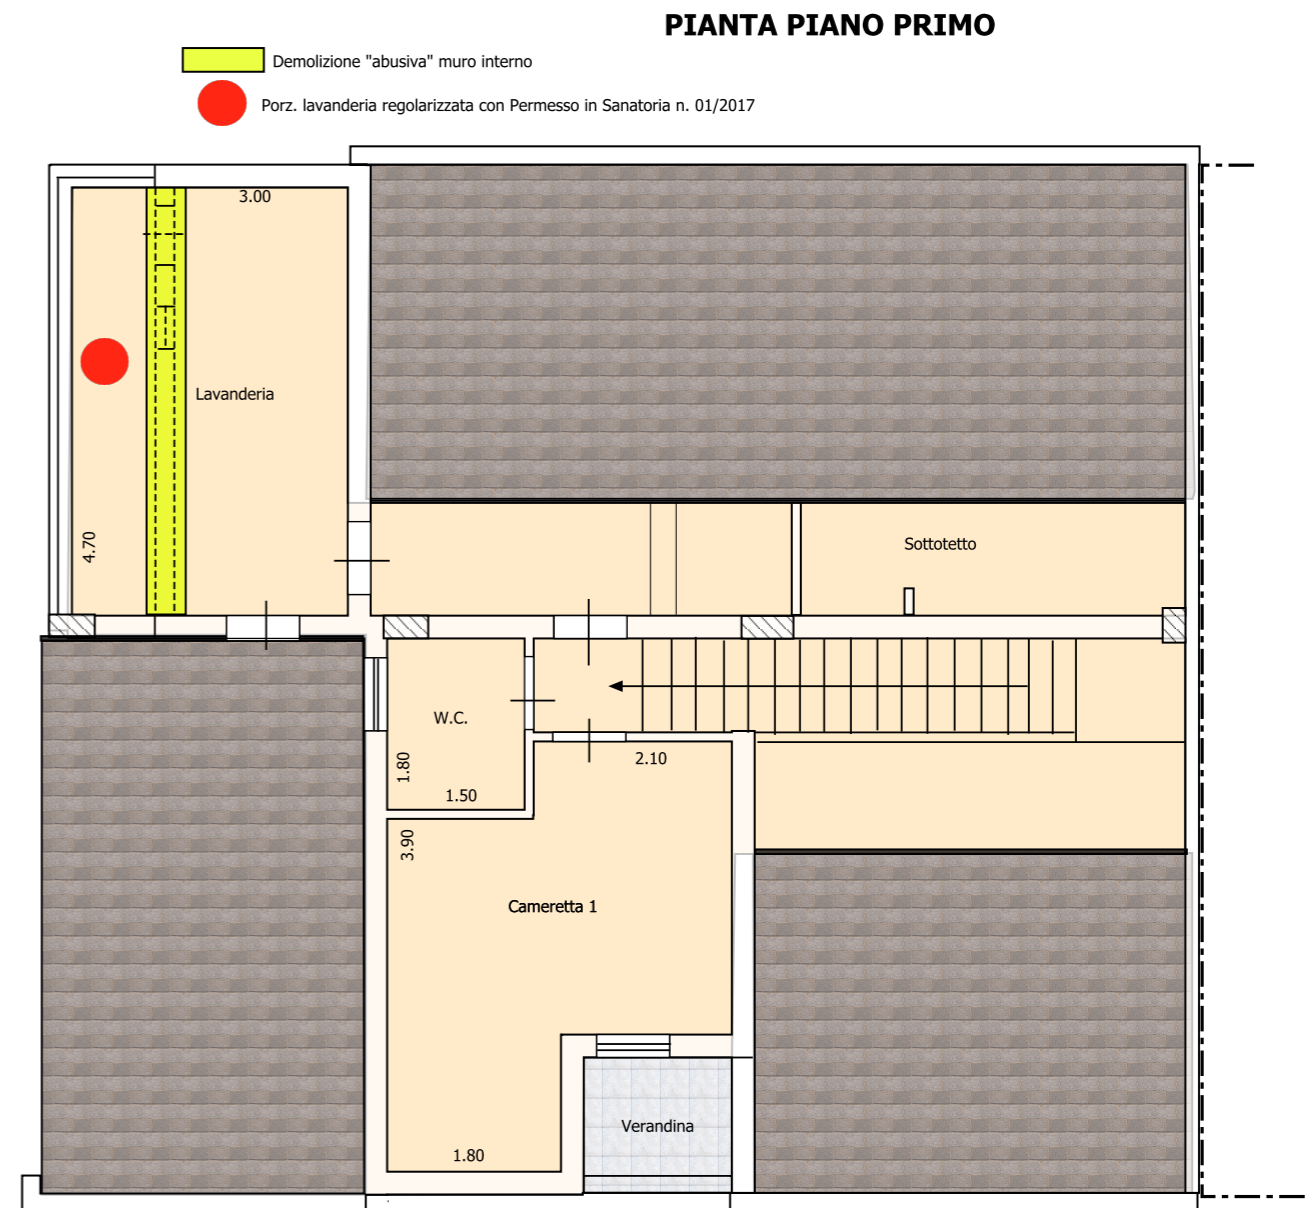 PIANTA PIANO PRIMO
Demolizione "abusiva" muro interno
Porz. lavanderia regolarizzata con Permesso in Sanatoria n. 01/2017
3.00
Lavanderia
4.70
Sottotetto
W.C.
1.80
1.50
2.10
3.90
Cameretta 1
Verandina
1.80